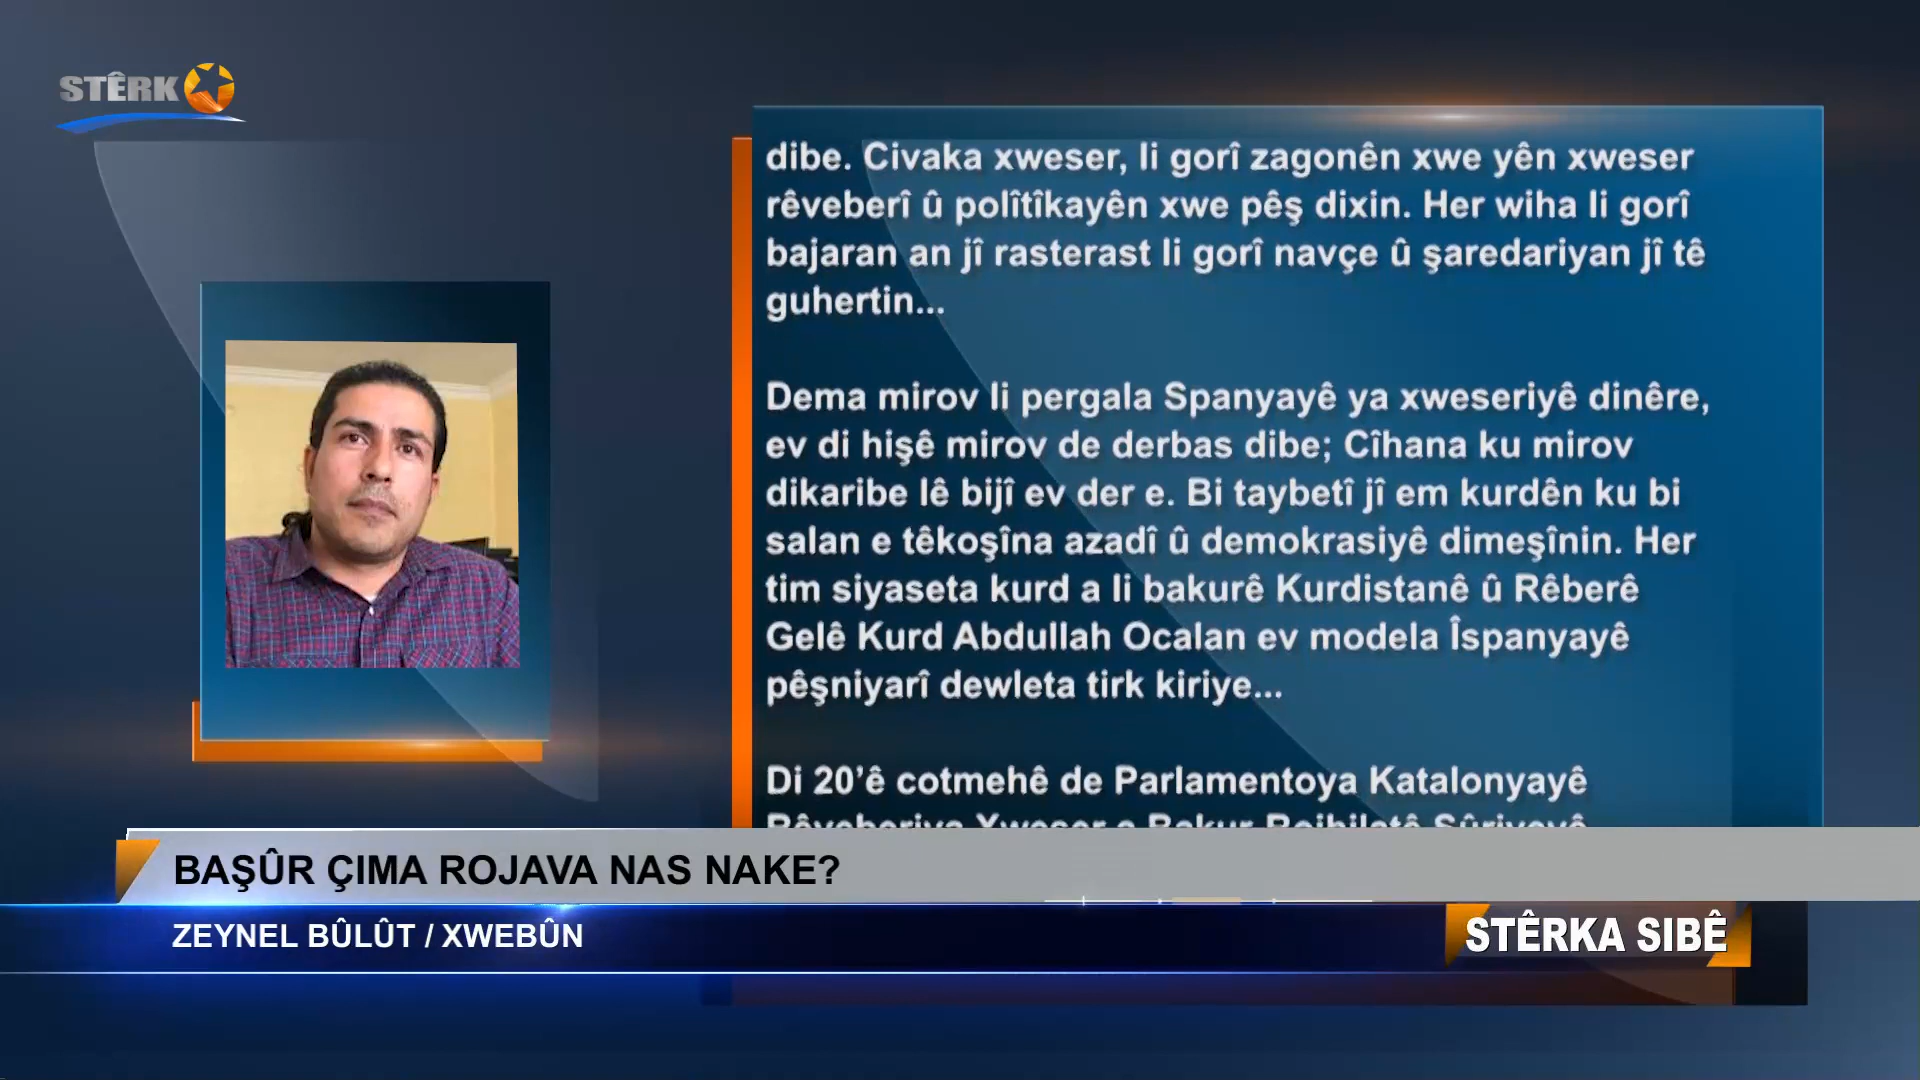 STÊRK
dibe. Civaka xweser, li gorî zagonên xwe yên xweser
rêveberî û polîtîkayên xwe pêş dixin. Her wiha li gorî
bajaran an jî rasterast li gorî navçe û şaredariyan jî tê
guhertin...
Dema mirov li pergala Spanyayê ya xweseriyê dinêre,
ev di hişê mirov de derbas dibe; Cîhana ku mirov
dikaribe lê bijî ev der e. Bi taybetî jî em kurdên ku bi
salan e têkoşîna azadî û demokrasiyê dimeşînin. Her
tim siyaseta kurd a li bakurê Kurdistanê û Rêberê
Gelê Kurd Abdullah Ocalan ev modela Îspanyayê
pêşniyarî dewleta tirk kiriye...
Di 20’ê cotmehê de Parlamentoya Katalonyayê
Rêveberiya Xweser a Bakur Rojhilatê Sûriyeyê
BAŞÛR ÇIMA ROJAVA NAS NAKE?
ZEYNEL BÛLÛT / XWEBÛN
STÊRKA SIBÊ